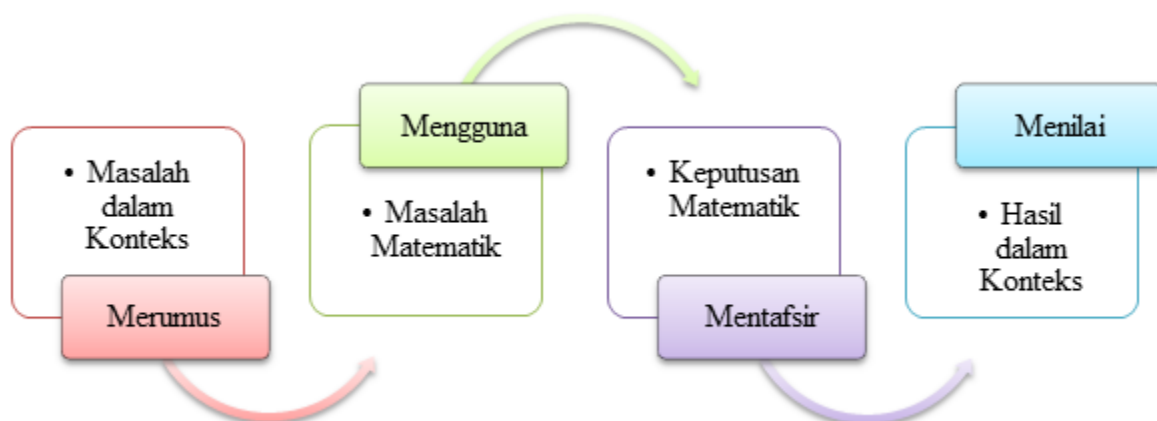 • Masalah
dalam
Konteks
Merumus
Mengguna
• Masalah
Matematik
• Keputusan
Matematik
Mentafsir
Menilai
• Hasil
dalam
Konteks